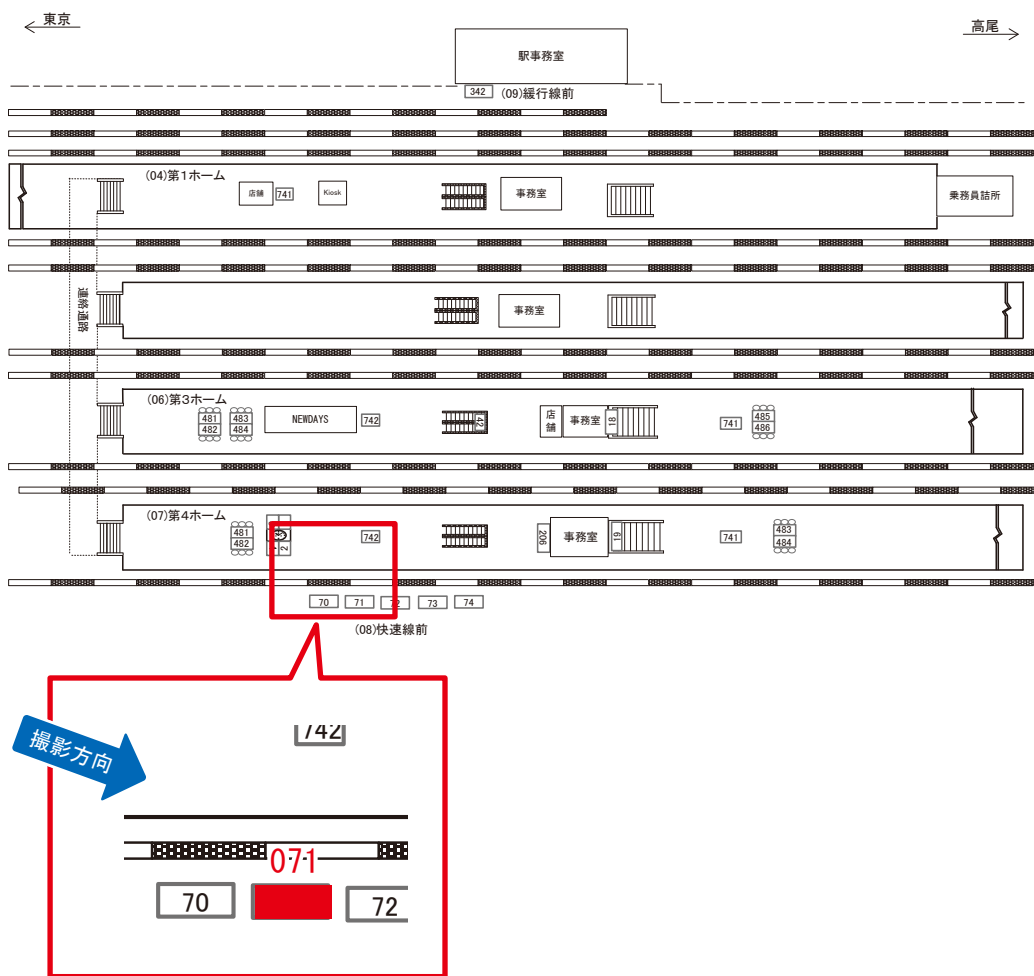 東京
高尾
駅事務室
342
(09)緩行線前
(04)第1ホーム
店舗
741
Kiosk
事務室
乗務員詰所
連絡通路
事務室
(06)第3ホーム
481
482
483
484
NEWDAYS
742
42
店舗
事務室
18
741
485
486
(07)第4ホーム
481
482
2
742
206
事務室
19
741
483
484
70
71
72
73
74
(08)快速線前
撮影方向
742
071
70
72